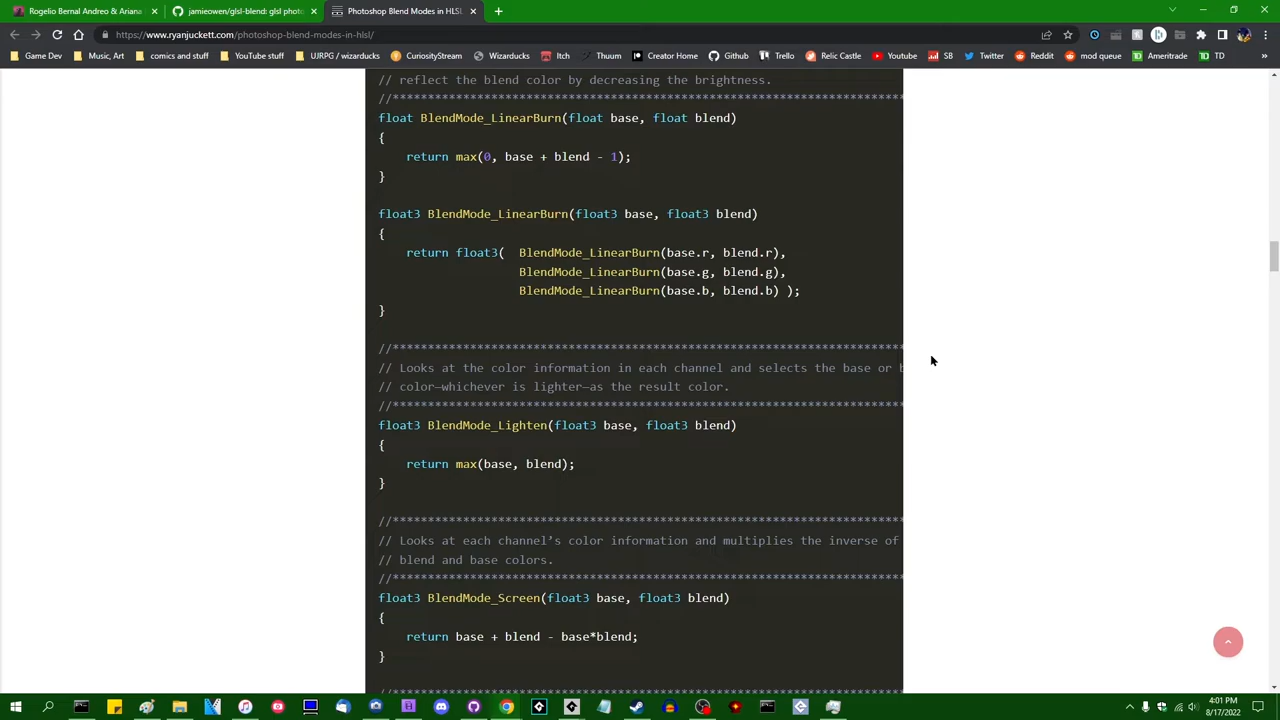 Rogelio Bernal Andreo & Ariana
jamieowen/glsl-blend: glsl phot
Photoshop Blend Modes in HLSL
https://www.ryanjuckett.com/photoshop-blend-modes-in-hlsl/
Game Dev
Music, Art
comics and stuff
YouTube stuff
UJRPG / wizarducks
CuriosityStream
Wizarducks
Itch
Thuum
Creator Home
Github
Trello
Relic Castle
Youtube
SB
Twitter
Reddit
mod queue
Ameritrade
TD
»
// reflect the blend color by decreasing the brightness.
//*************************************************************************
float BlendMode_LinearBurn(float base, float blend)
{
return max(0, base + blend - 1);
}
float3 BlendMode_LinearBurn(float3 base, float3 blend)
{
return float3( BlendMode_LinearBurn(base.r, blend.r),
BlendMode_LinearBurn(base.g, blend.g),
BlendMode_LinearBurn(base.b, blend.b) );
}
//*************************************************************************
// Looks at the color information in each channel and selects the base or b
// color—whichever is lighter—as the result color.
//*************************************************************************
float3 BlendMode_Lighten(float3 base, float3 blend)
{
return max(base, blend);
}
//*************************************************************************
// Looks at each channel’s color information and multiplies the inverse of
// blend and base colors.
//*************************************************************************
float3 BlendMode_Screen(float3 base, float3 blend)
{
return base + blend - base*blend;
}
//*************************************************************************
4:01 PM
8/17/2022